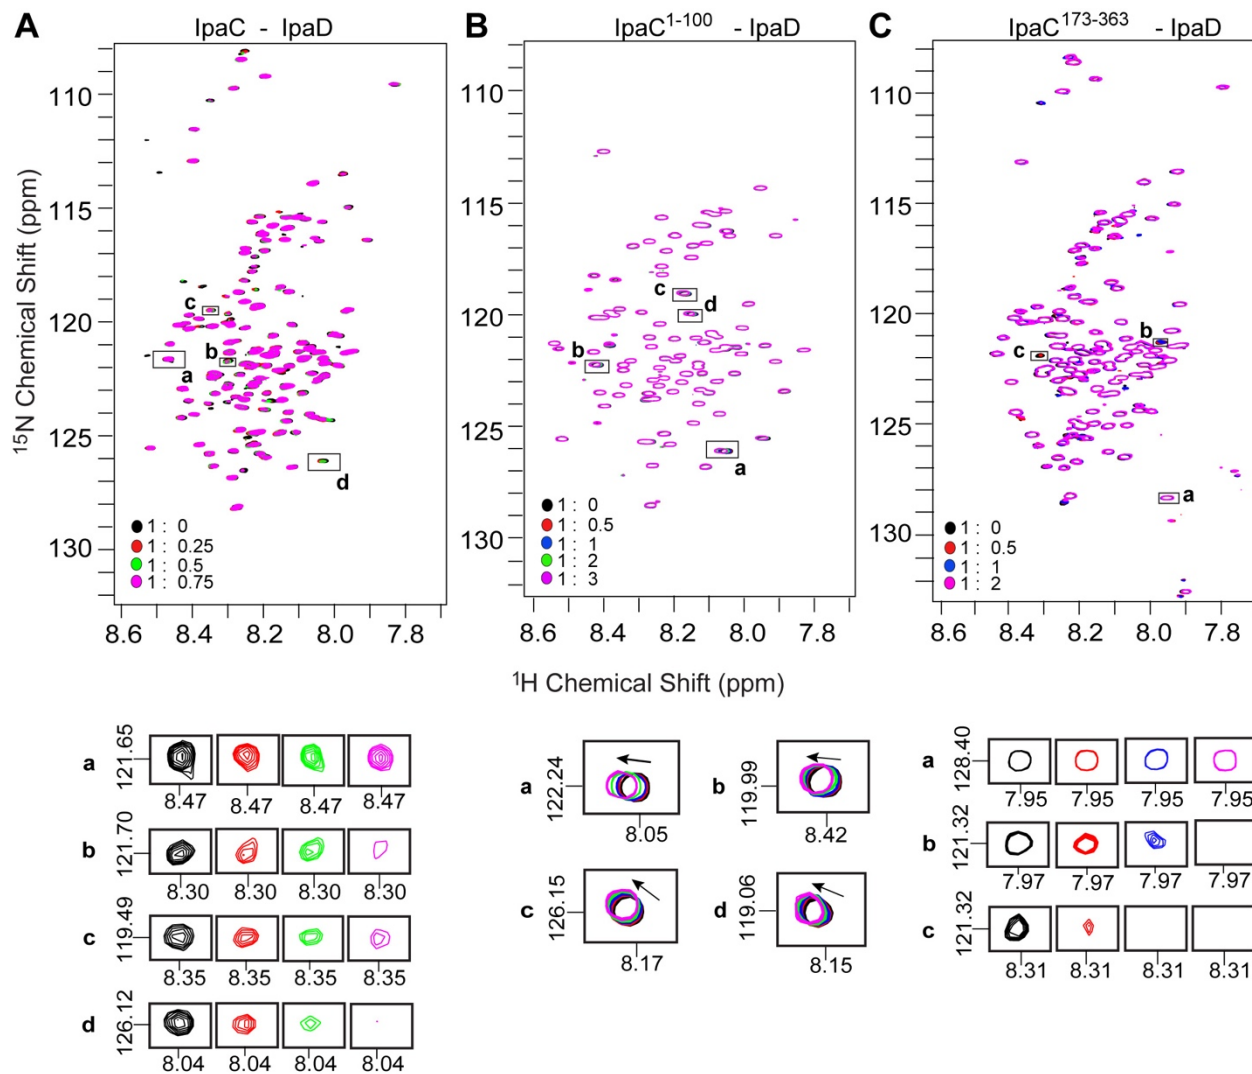 A IpaC - IpaD
B IpaC1-100 - IpaD
C IpaC173-363 - IpaD
15N Chemical Shift (ppm)
110
115
120
125
130
c
b
a
d
1 : 0
1 : 0.25
1 : 0.5
1 : 0.75
8.6 8.4 8.2 8.0 7.8
110
115
120
125
130
c
d
b
a
1 : 0
1 : 0.5
1 : 1
1 : 2
1 : 3
8.6 8.4 8.2 8.0 7.8
110
115
120
125
130
b
c
a
1 : 0
1 : 0.5
1 : 1
1 : 2
8.6 8.4 8.2 8.0 7.8
1H Chemical Shift (ppm)
a 121.65
8.47 8.47 8.47 8.47
b 121.70
8.30 8.30 8.30 8.30
c 119.49
8.35 8.35 8.35 8.35
d 126.12
8.04 8.04 8.04 8.04
a 122.24
8.05
b 119.99
8.42
c 126.15
8.17
d 119.06
8.15
a 128.40
7.95 7.95 7.95 7.95
b 121.32
7.97 7.97 7.97 7.97
c 121.32
8.31 8.31 8.31 8.31